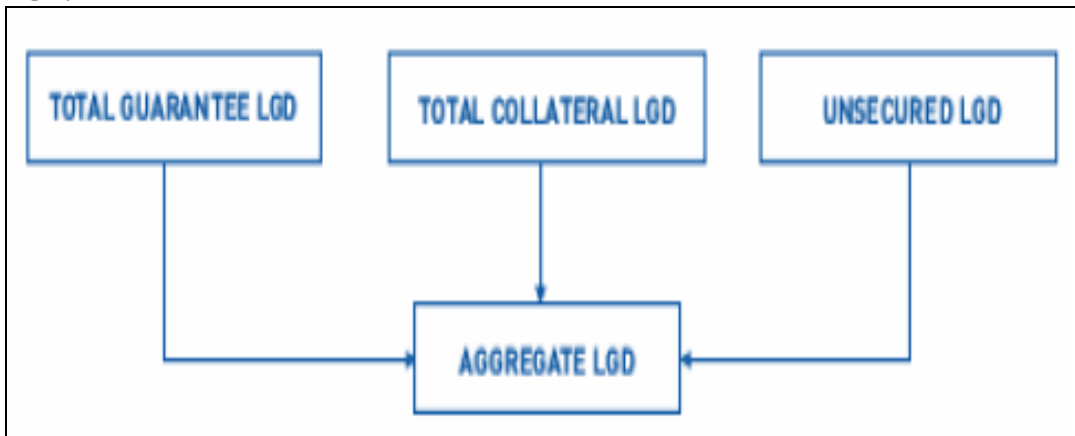 TOTAL GUARANTEE LGD
TOTAL COLLATERAL LGD
UNSECURED LGD
AGGREGATE LGD